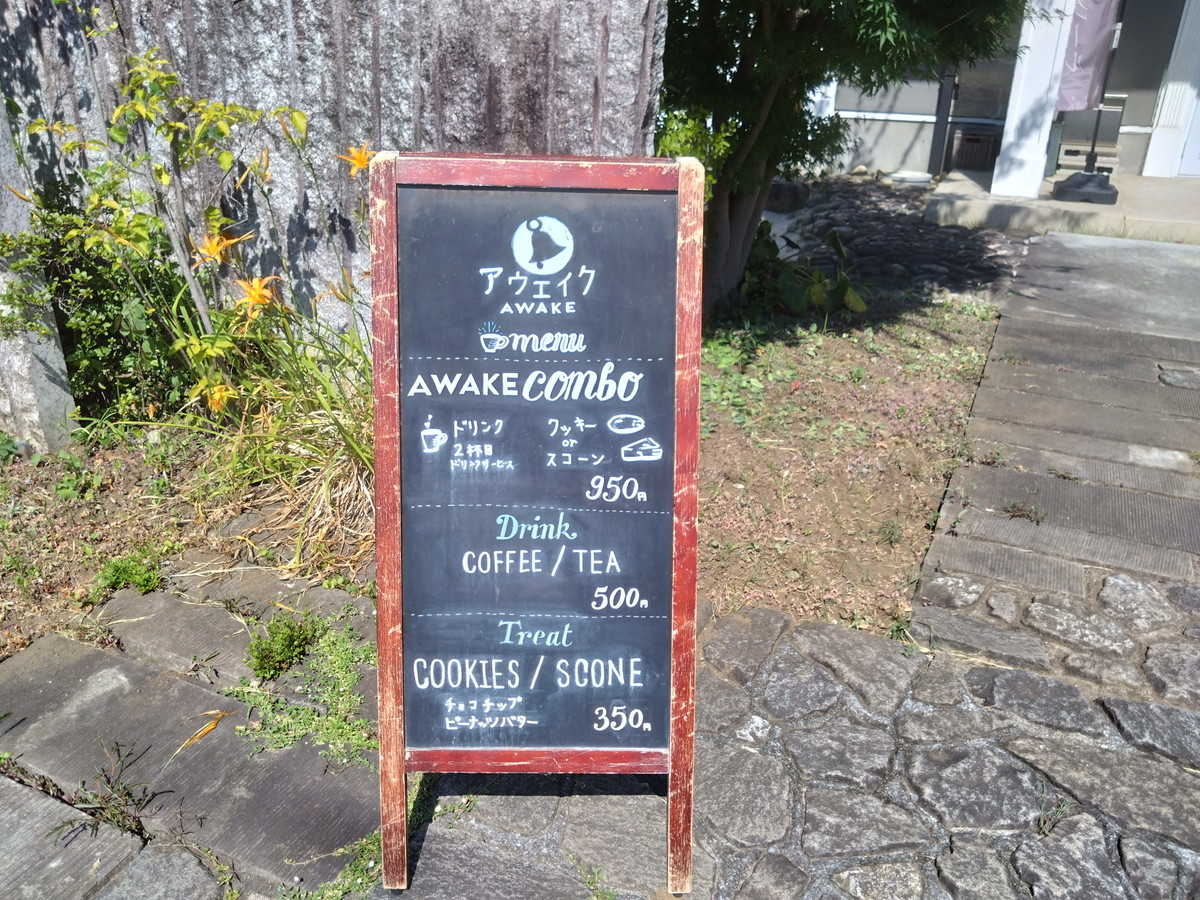 アウェイク
AWAKE
menu
AWAKE combo
ドリンク
2杯目
ドリンクサービス
クッキー
or
スコーン
950円
Drink
COFFEE / TEA
500円
Treat
COOKIES / SCONE
チョコチップ
ピーナッツバター
350円